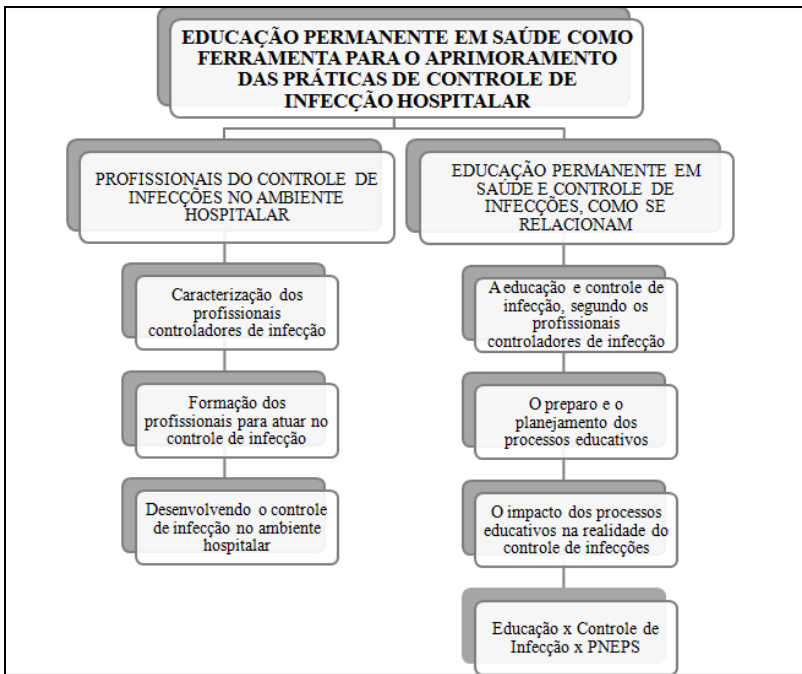 EDUCAÇÃO PERMANENTE EM SAÚDE COMO
FERRAMENTA PARA O APRIMORAMENTO
DAS PRÁTICAS DE CONTROLE DE
INFECÇÃO HOSPITALAR
PROFISSIONAIS DO CONTROLE DE
INFECÇÕES NO AMBIENTE
HOSPITALAR
Caracterização dos
profissionais
controladores de infecção
Formação dos
profissionais para atuar no
controle de infecção
Desenvolvendo o controle
de infecção no ambiente
hospitalar
EDUCAÇÃO PERMANENTE EM
SAÚDE E CONTROLE DE
INFECÇÕES, COMO SE
RELACIONAM
A educação e controle de
infecção, segundo os
profissionais
controladores de infecção
O preparo e o
planejamento dos
processos educativos
O impacto dos processos
educativos na realidade do
controle de infecções
Educação x Controle de
Infecção x PNEPS